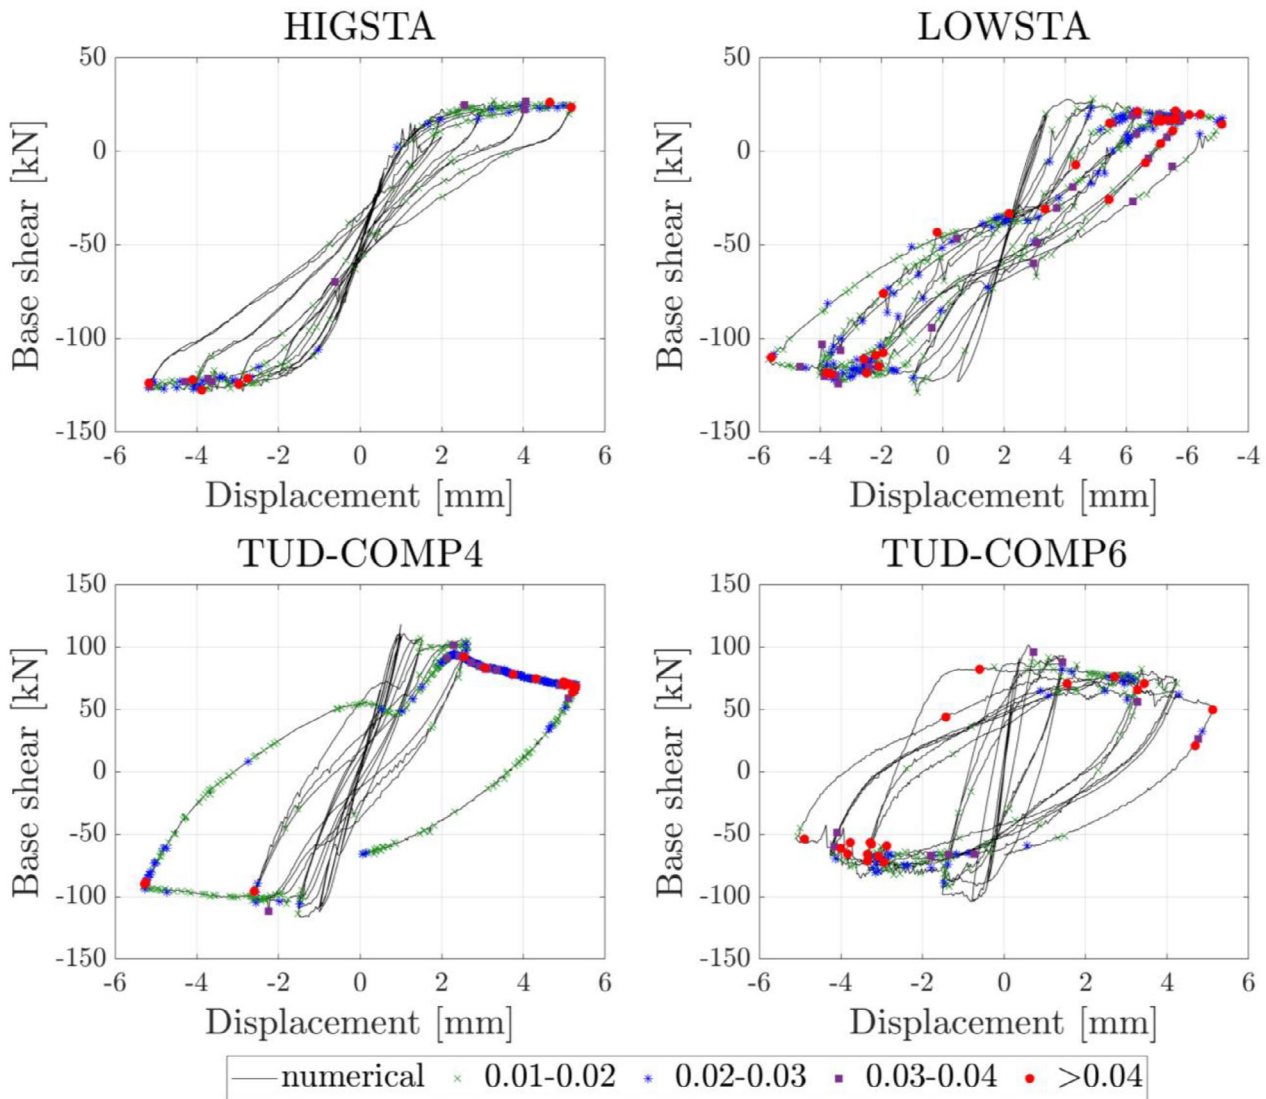 HIGSTA
LOWSTA
50
0
-50
-100
-150
Base shear [kN]
-6 -4 -2 0 2 4 6
Displacement [mm]
50
0
-50
-100
-150
Base shear [kN]
-6 -4 -2 0 2 4 6 -6 -4
Displacement [mm]
TUD-COMP4
TUD-COMP6
150
100
50
0
-50
-100
-150
Base shear [kN]
-6 -4 -2 0 2 4 6
Displacement [mm]
150
100
50
0
-50
-100
-150
Base shear [kN]
-6 -4 -2 0 2 4 6
Displacement [mm]
numerical 0.01-0.02 0.02-0.03 0.03-0.04 >0.04